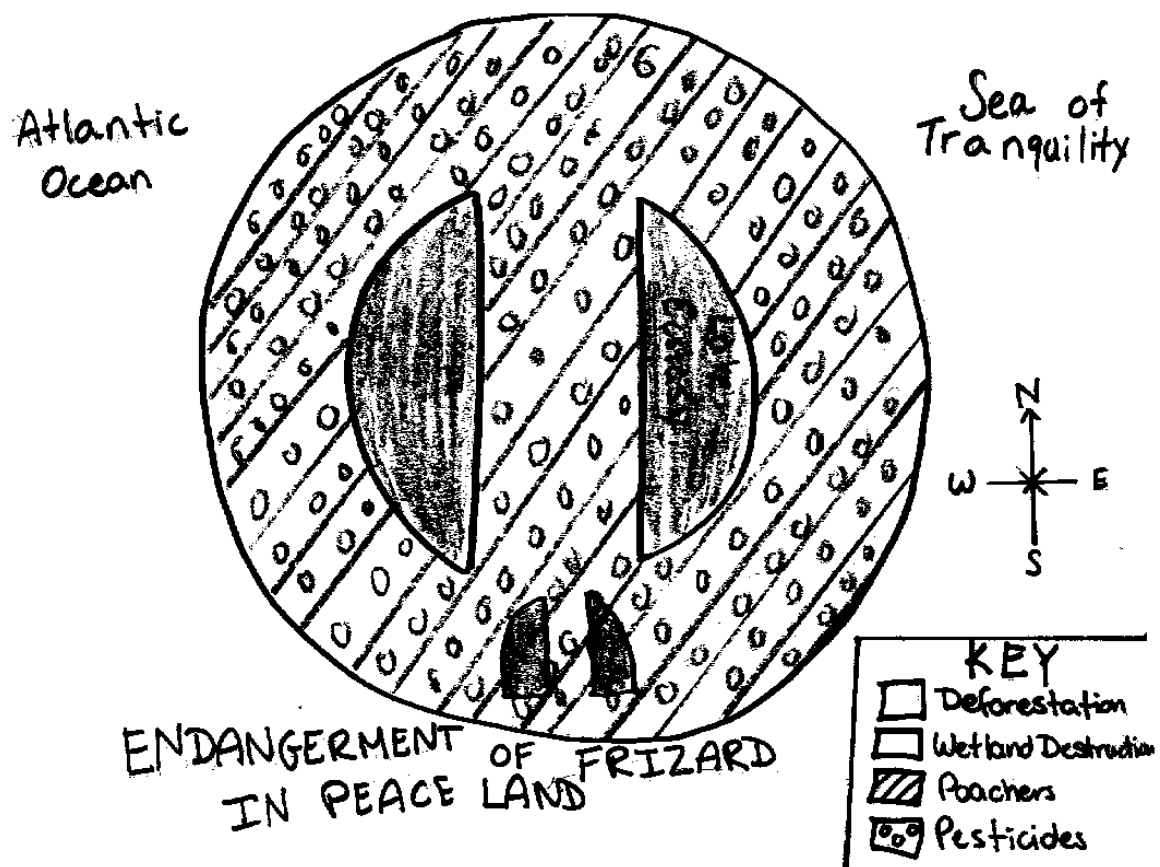 Atlantic
Ocean
Sea of
Tranquility
N
W E
S
ENDANGERMENT OF FRIZARD
IN PEACE LAND
KEY
Deforestation
Wetland Destruction
Poachers
Pesticides